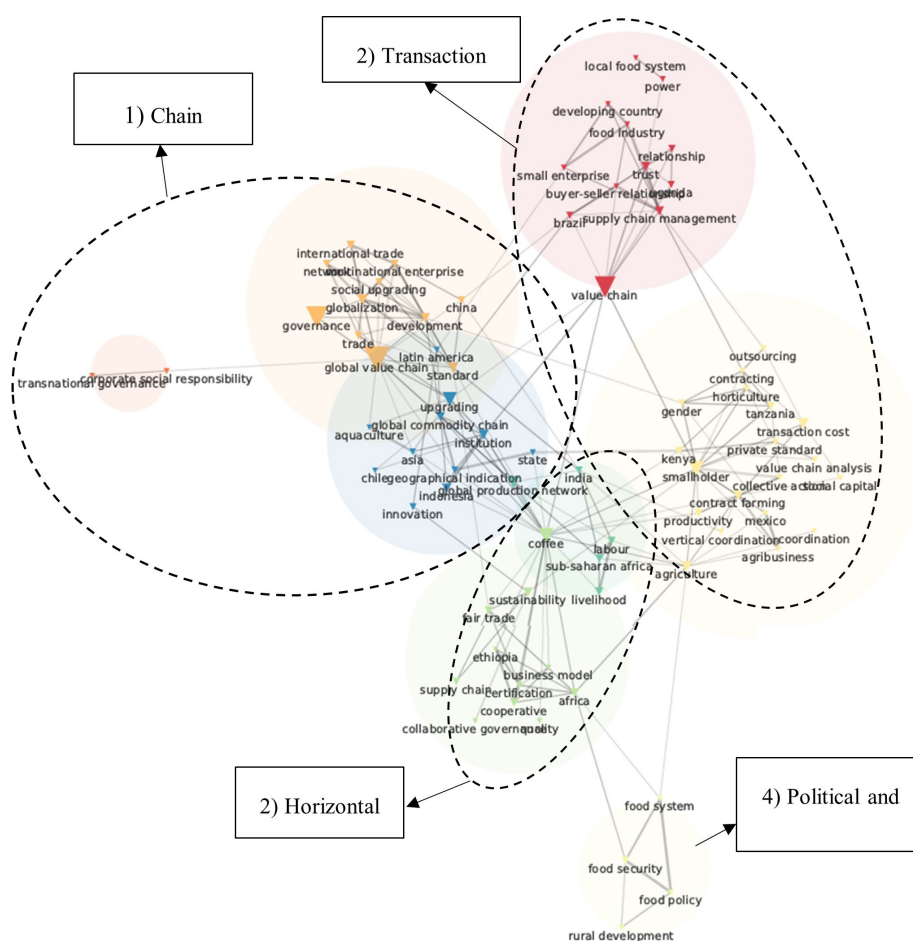 2) Transaction
1) Chain
local food system
power
developing country
food industry
relationship
small enterprise
trust
buyer-seller relationship
uganda
brazil
supply chain management
value chain
international trade
network
multinational enterprise
social upgrading
globalization
china
governance
development
trade
latin america
global value chain
standard
transnational governance
corporate social responsibility
upgrading
global commodity chain
aquaculture
institution
asia
state
chile
geographical indication
india
indonesia
global production network
innovation
outsourcing
contracting
horticulture
gender
tanzania
transaction cost
private standard
kenya
value chain analysis
smallholder
collective action
social capital
contract farming
productivity
mexico
vertical coordination
coordination
agribusiness
agriculture
coffee
labour
sub-saharan africa
sustainability
livelihood
fair trade
ethiopia
business model
supply chain
certification
africa
cooperative
collaborative governance
quality
2) Horizontal
4) Political and
food system
food security
food policy
rural development